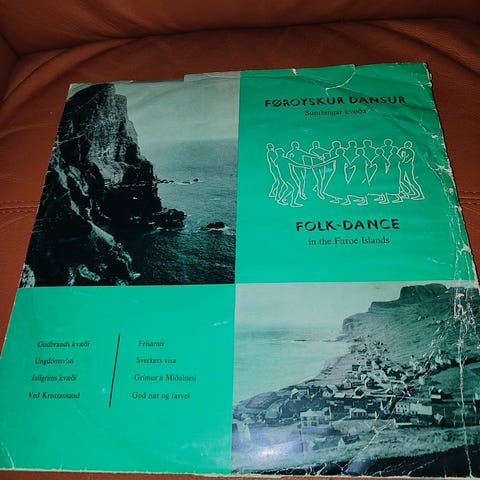 FØROYSKUR DANSUR
Sumbingar kvøða
FOLK-DANCE
in the Faroe Islands
Gudbrands kvæði
Ungdómsvísa
Jallgríms kvæði
Ved Kristiansand
Frísarnir
Sverkers vísa
Grímur á Miðalnesi
God nat og farvel